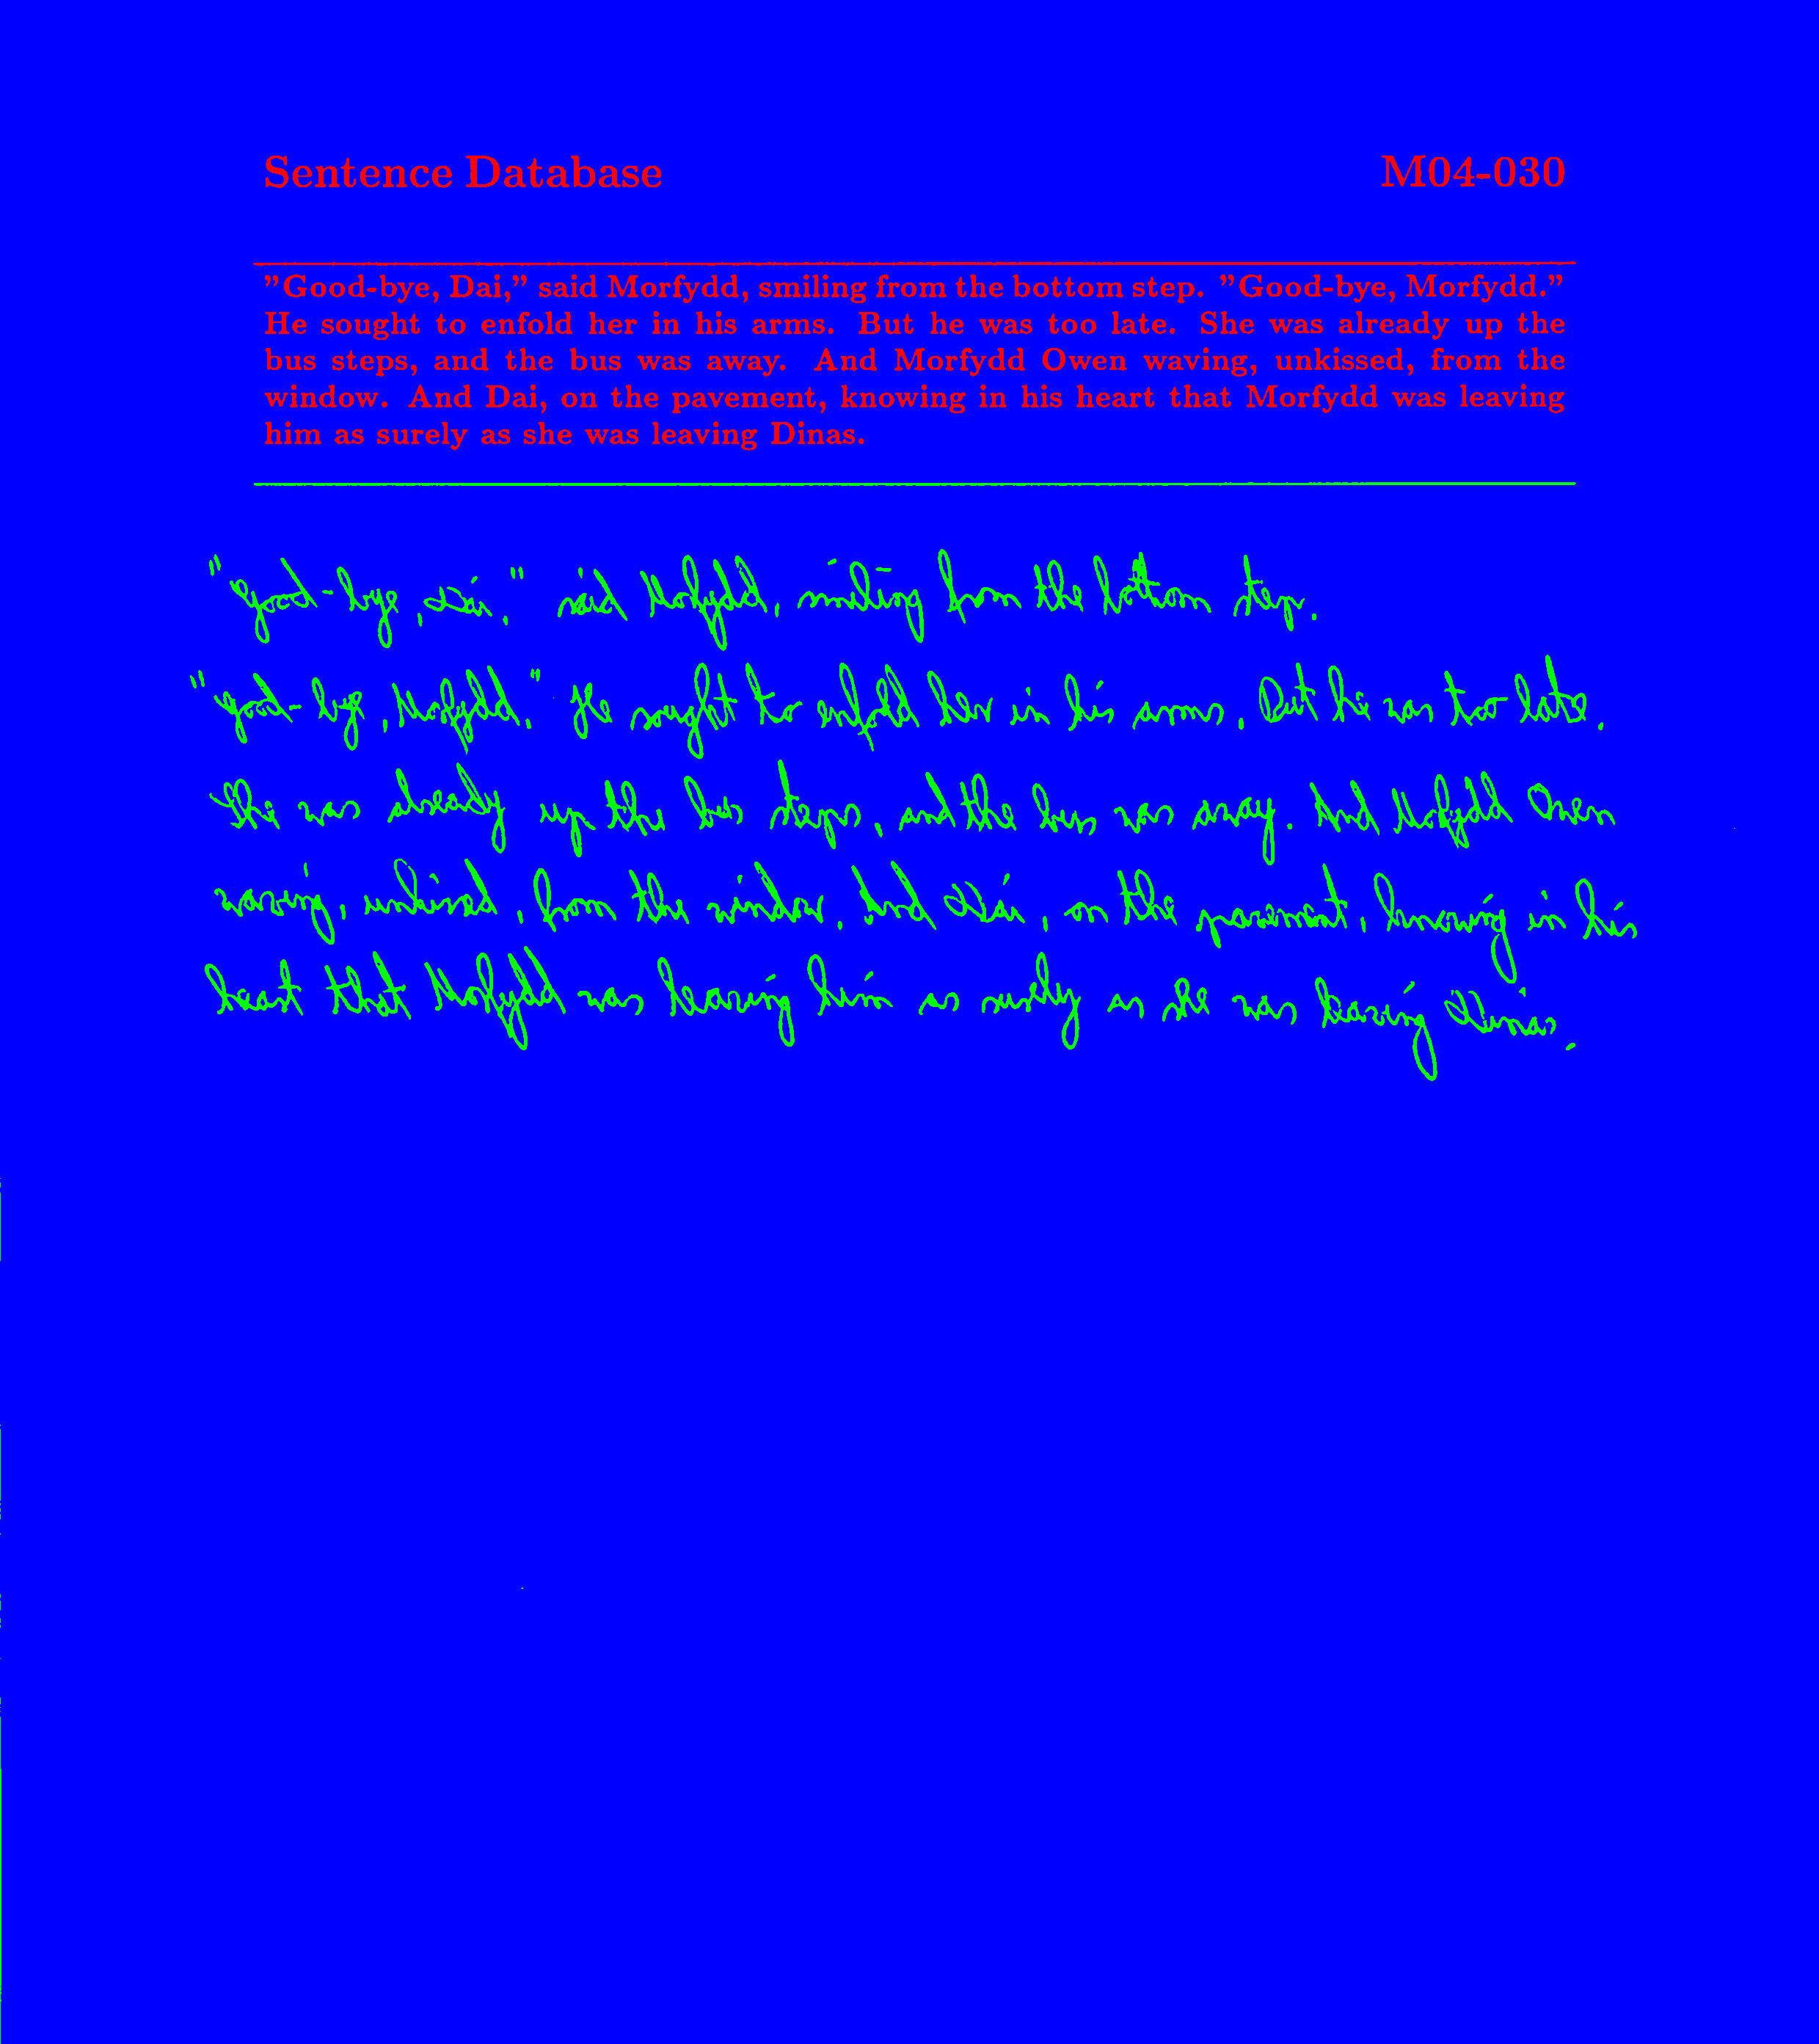 Sentence Database M04-030
"Good-bye, Dai," said Morfydd, smiling from the bottom step. "Good-bye, Morfydd."
He sought to enfold her in his arms. But he was too late. She was already up the
bus steps, and the bus was away. And Morfydd Owen waving, unkissed, from the
window. And Dai, on the pavement, knowing in his heart that Morfydd was leaving
him as surely as she was leaving Dinas.
"Good-bye, Dai," said Morfydd, smiling from the bottom step.
"Good-bye, Morfydd." He sought to enfold her in his arms. But he was too late.
She was already up the bus steps, and the bus was away. And Morfydd Owen
waving, unkissed, from the window. And Dai, on the pavement, knowing in his
heart that Morfydd was leaving him as surely as she was leaving Dinas.